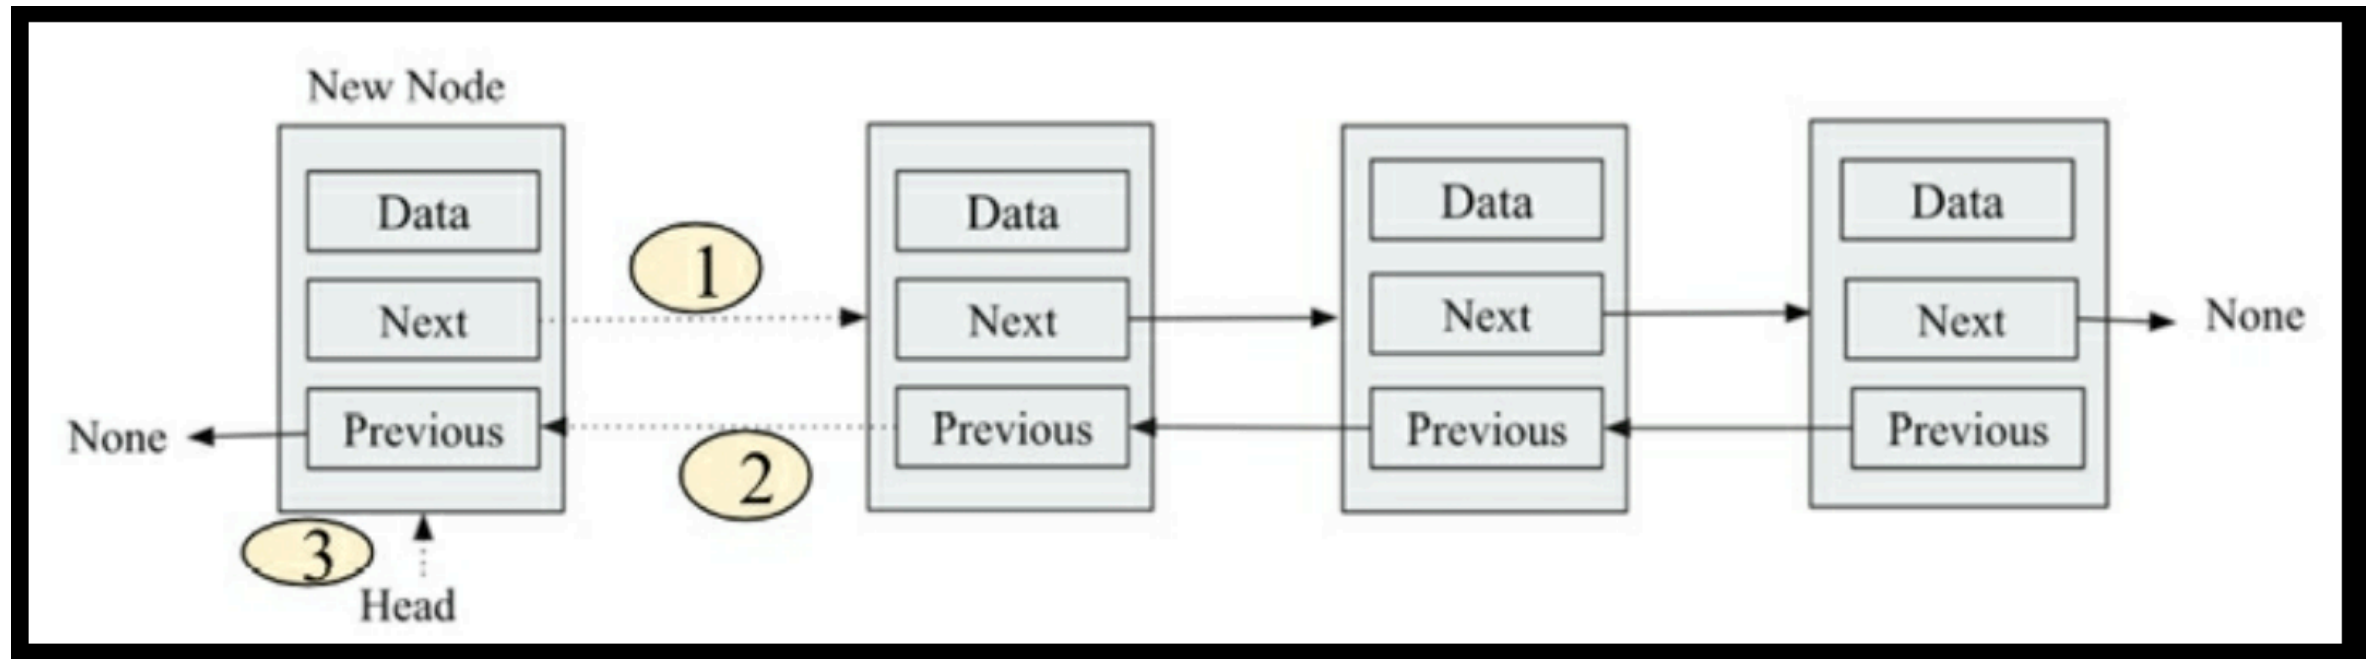 New Node
Data
Next
Previous
None
1
2
3
Head
Data
Next
Previous
Data
Next
Previous
Data
Next
Previous
None